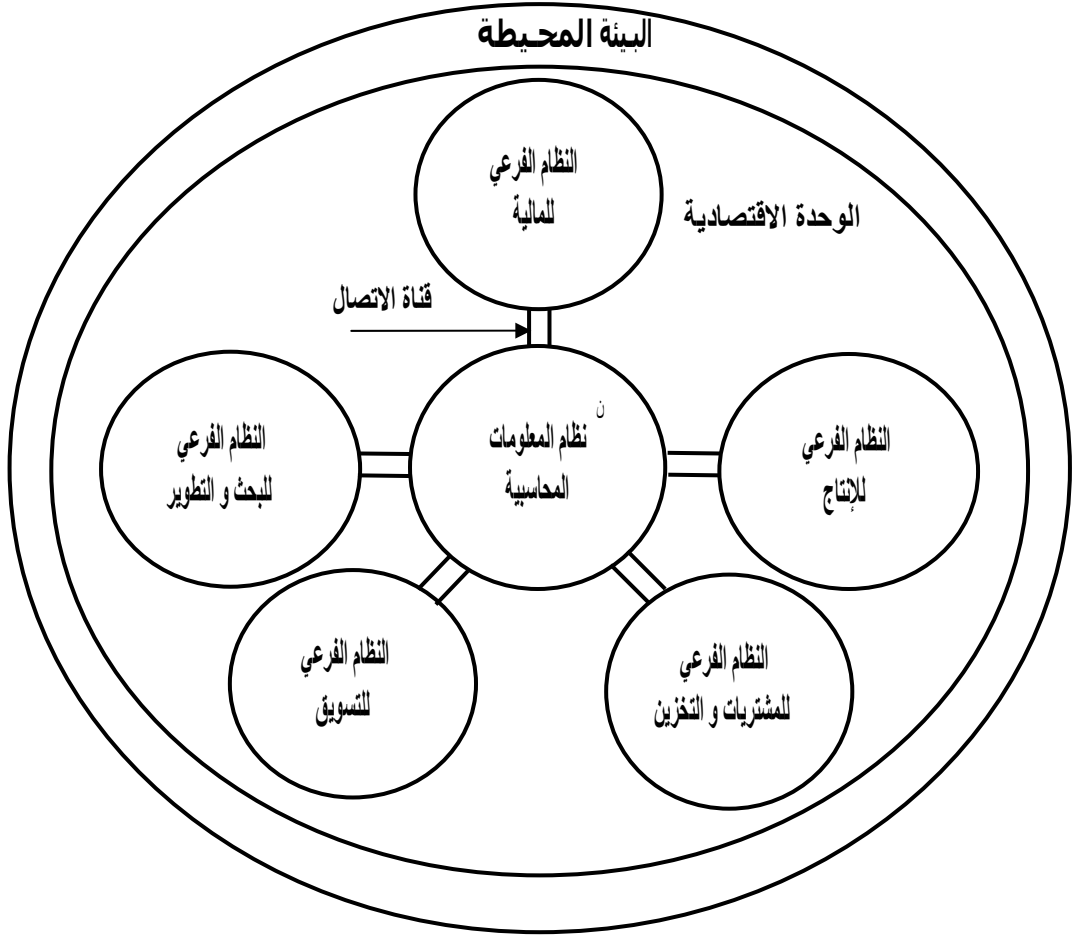 البيئة المحيطة
النظام الفرعي
للمالية
الوحدة الاقتصادية
قناة الاتصال
ن
نظام المعلومات
المحاسبية
النظام الفرعي
للإنتاج
النظام الفرعي
للبحث و التطوير
النظام الفرعي
للمشتريات و التخزين
النظام الفرعي
للتسويق